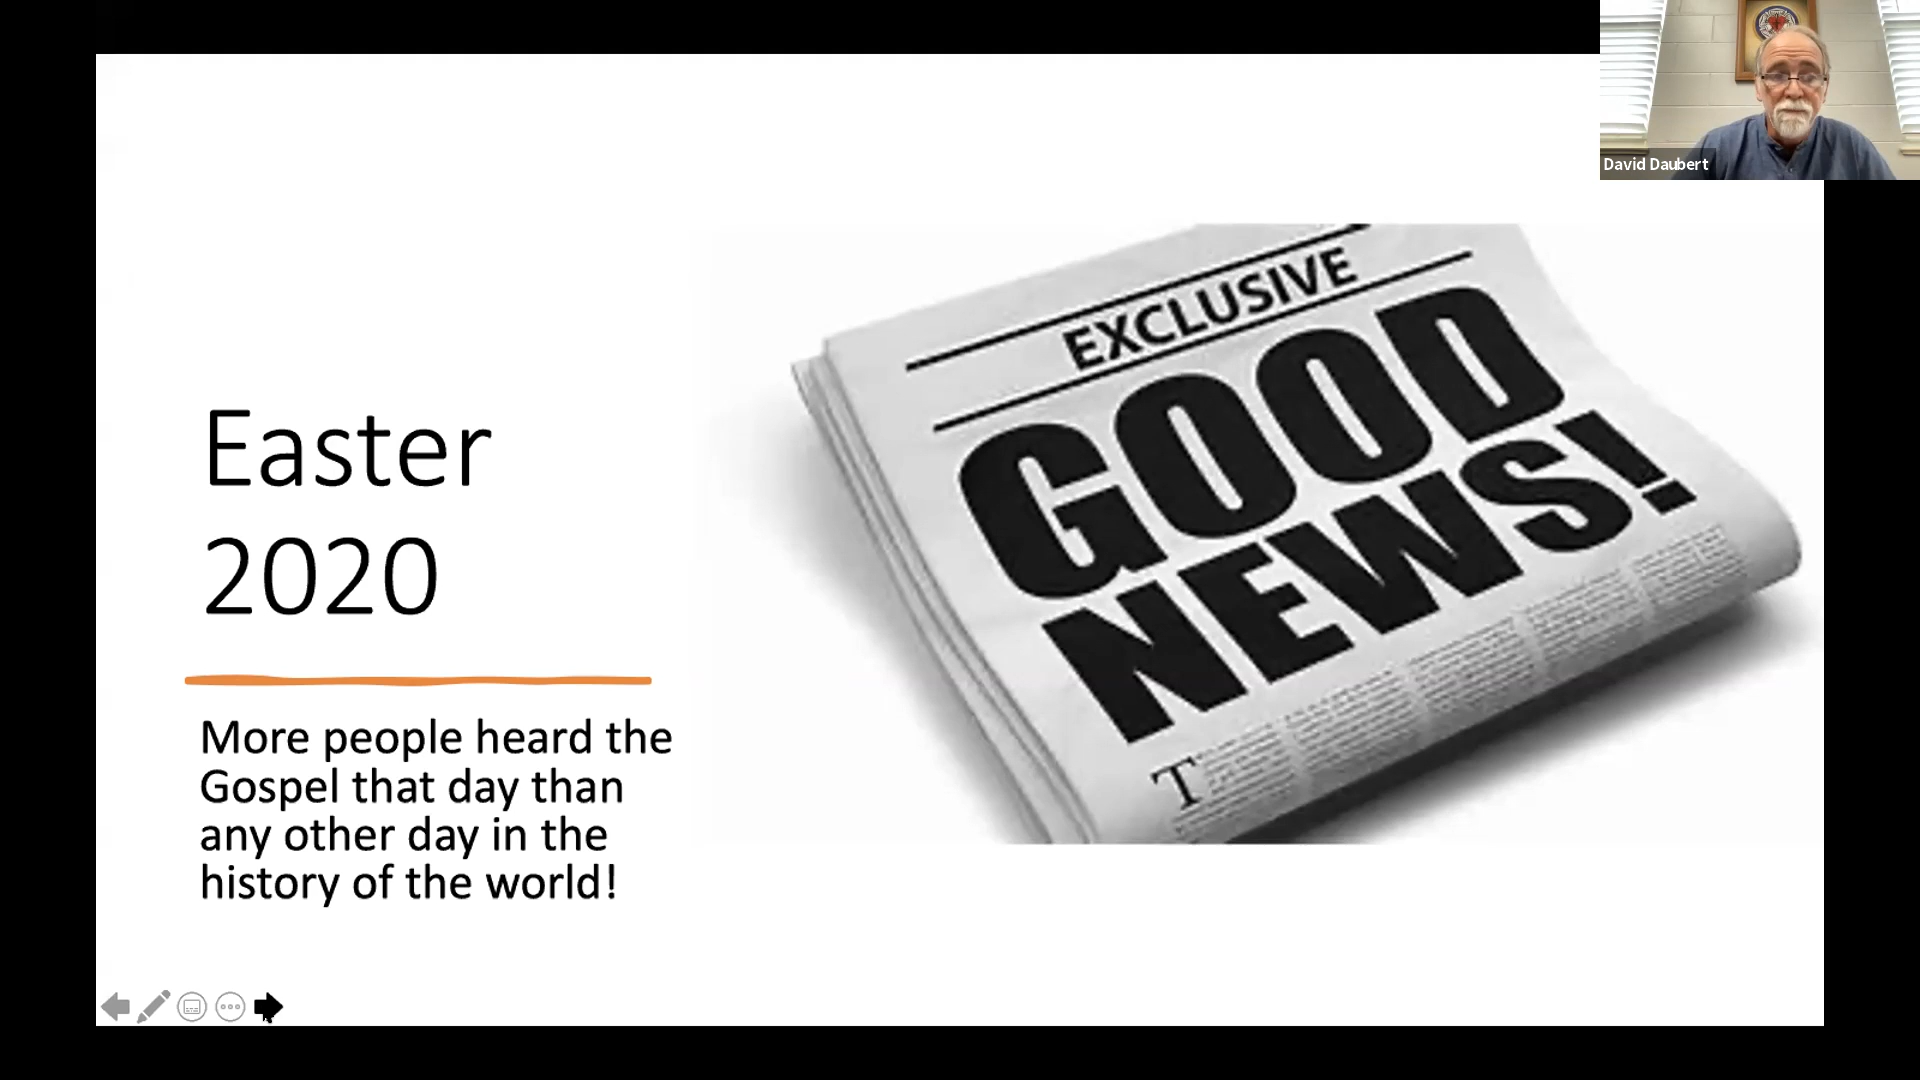 David Daubert
EXCLUSIVE
GOOD
NEWS!
T
Easter
2020
More people heard the
Gospel that day than
any other day in the
history of the world!